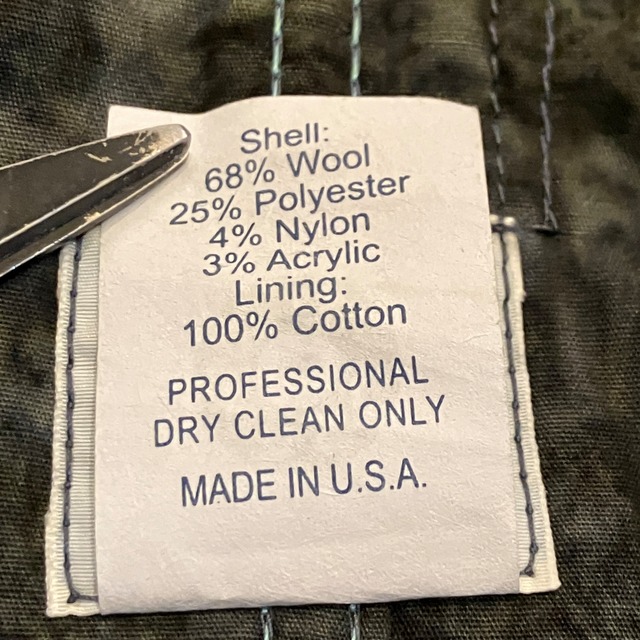 Shell:
68% Wool
25% Polyester
4% Nylon
3% Acrylic
Lining:
100% Cotton
PROFESSIONAL
DRY CLEAN ONLY
MADE IN U.S.A.